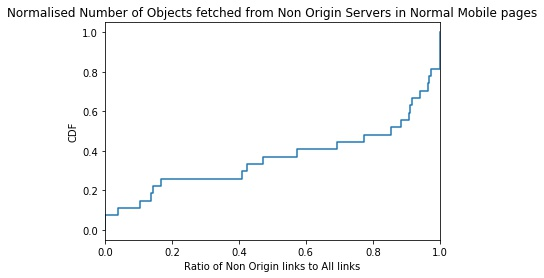 Normalised Number of Objects fetched from Non Origin Servers in Normal Mobile pages
1.0
0.8
0.6
0.4
0.2
0.0
CDF
0.0 0.2 0.4 0.6 0.8 1.0
Ratio of Non Origin links to All links